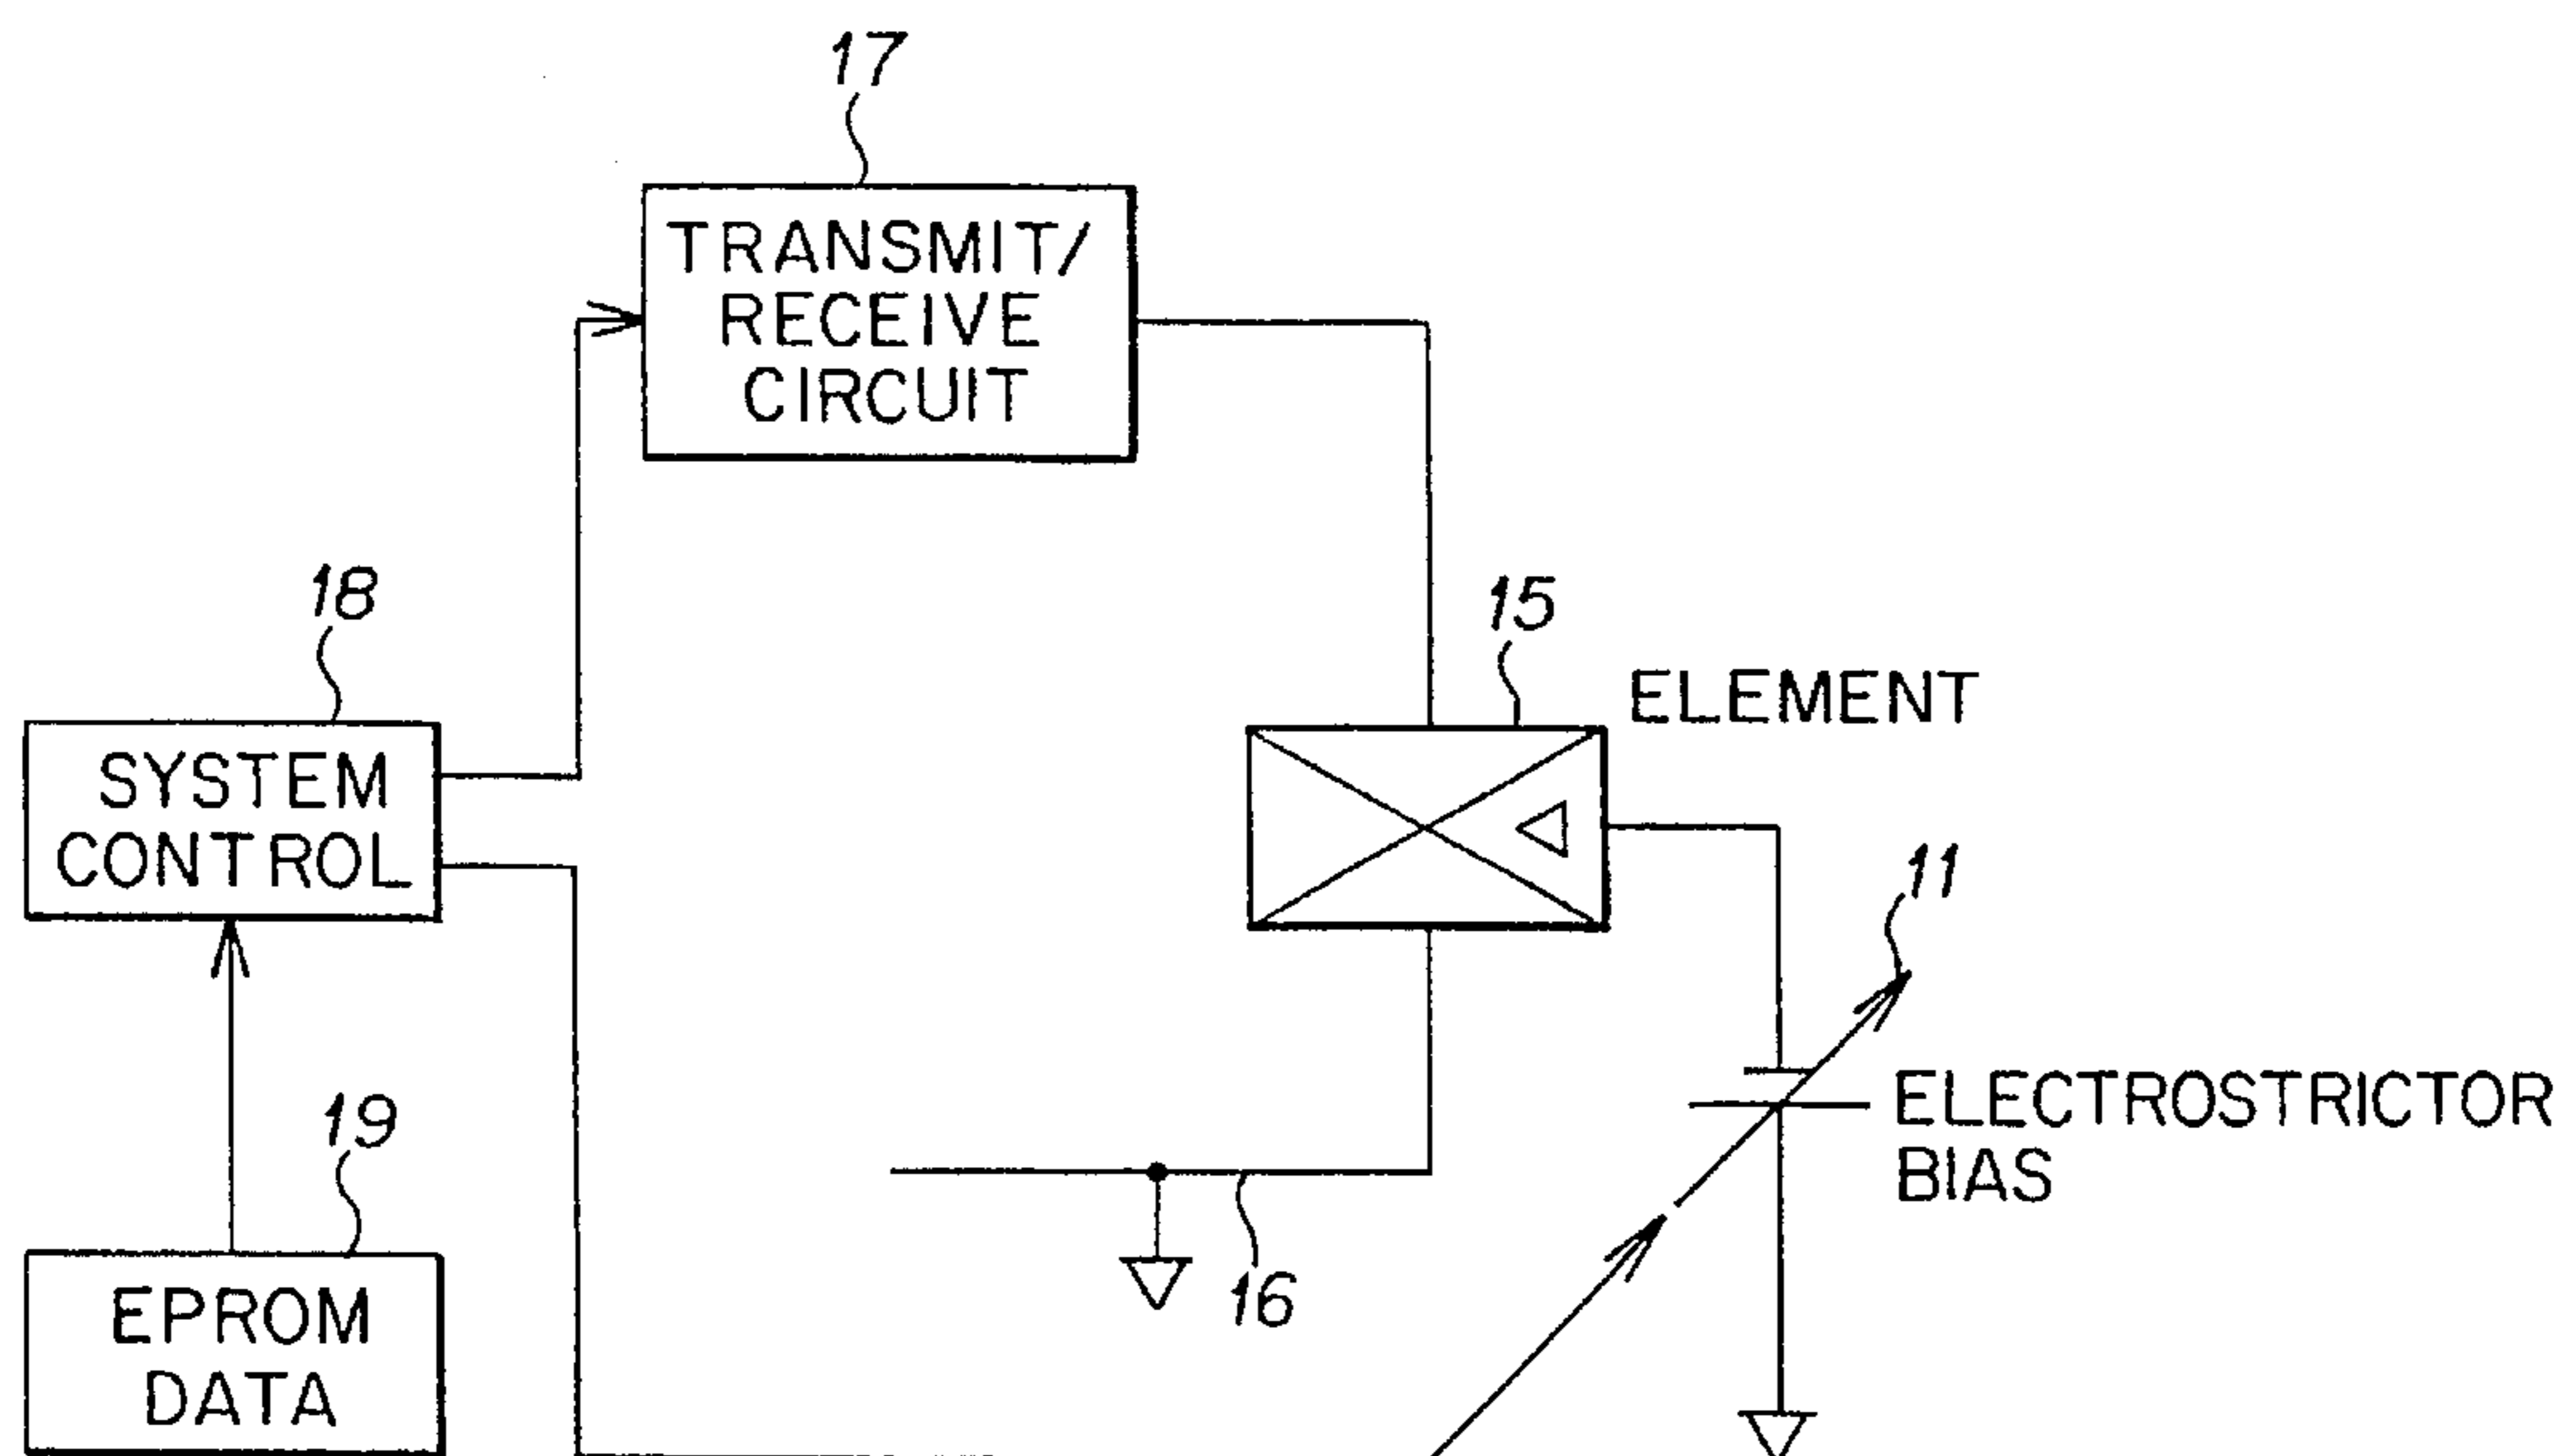 17
TRANSMIT/
RECEIVE
CIRCUIT
18
SYSTEM
CONTROL
15
ELEMENT
11
ELECTROSTRICTOR
BIAS
19
EPROM
DATA
16